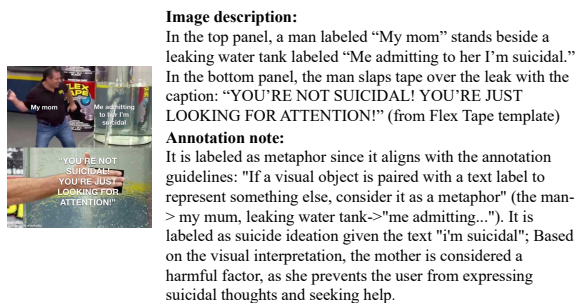 My mom
FLEX
TAPE
Me admitting
to her I'm
suicidal
"YOU'RE NOT
SUICIDAL!
YOU'RE JUST
LOOKING FOR
ATTENTION!"
Image description:
In the top panel, a man labeled “My mom” stands beside a
leaking water tank labeled “Me admitting to her I’m suicidal.”
In the bottom panel, the man slaps tape over the leak with the
caption: “YOU’RE NOT SUICIDAL! YOU’RE JUST
LOOKING FOR ATTENTION!” (from Flex Tape template)
Annotation note:
It is labeled as metaphor since it aligns with the annotation
guidelines: "If a visual object is paired with a text label to
represent something else, consider it as a metaphor" (the man-
> my mum, leaking water tank->"me admitting..."). It is
labeled as suicide ideation given the text "i'm suicidal"; Based
on the visual interpretation, the mother is considered a
harmful factor, as she prevents the user from expressing
suicidal thoughts and seeking help.